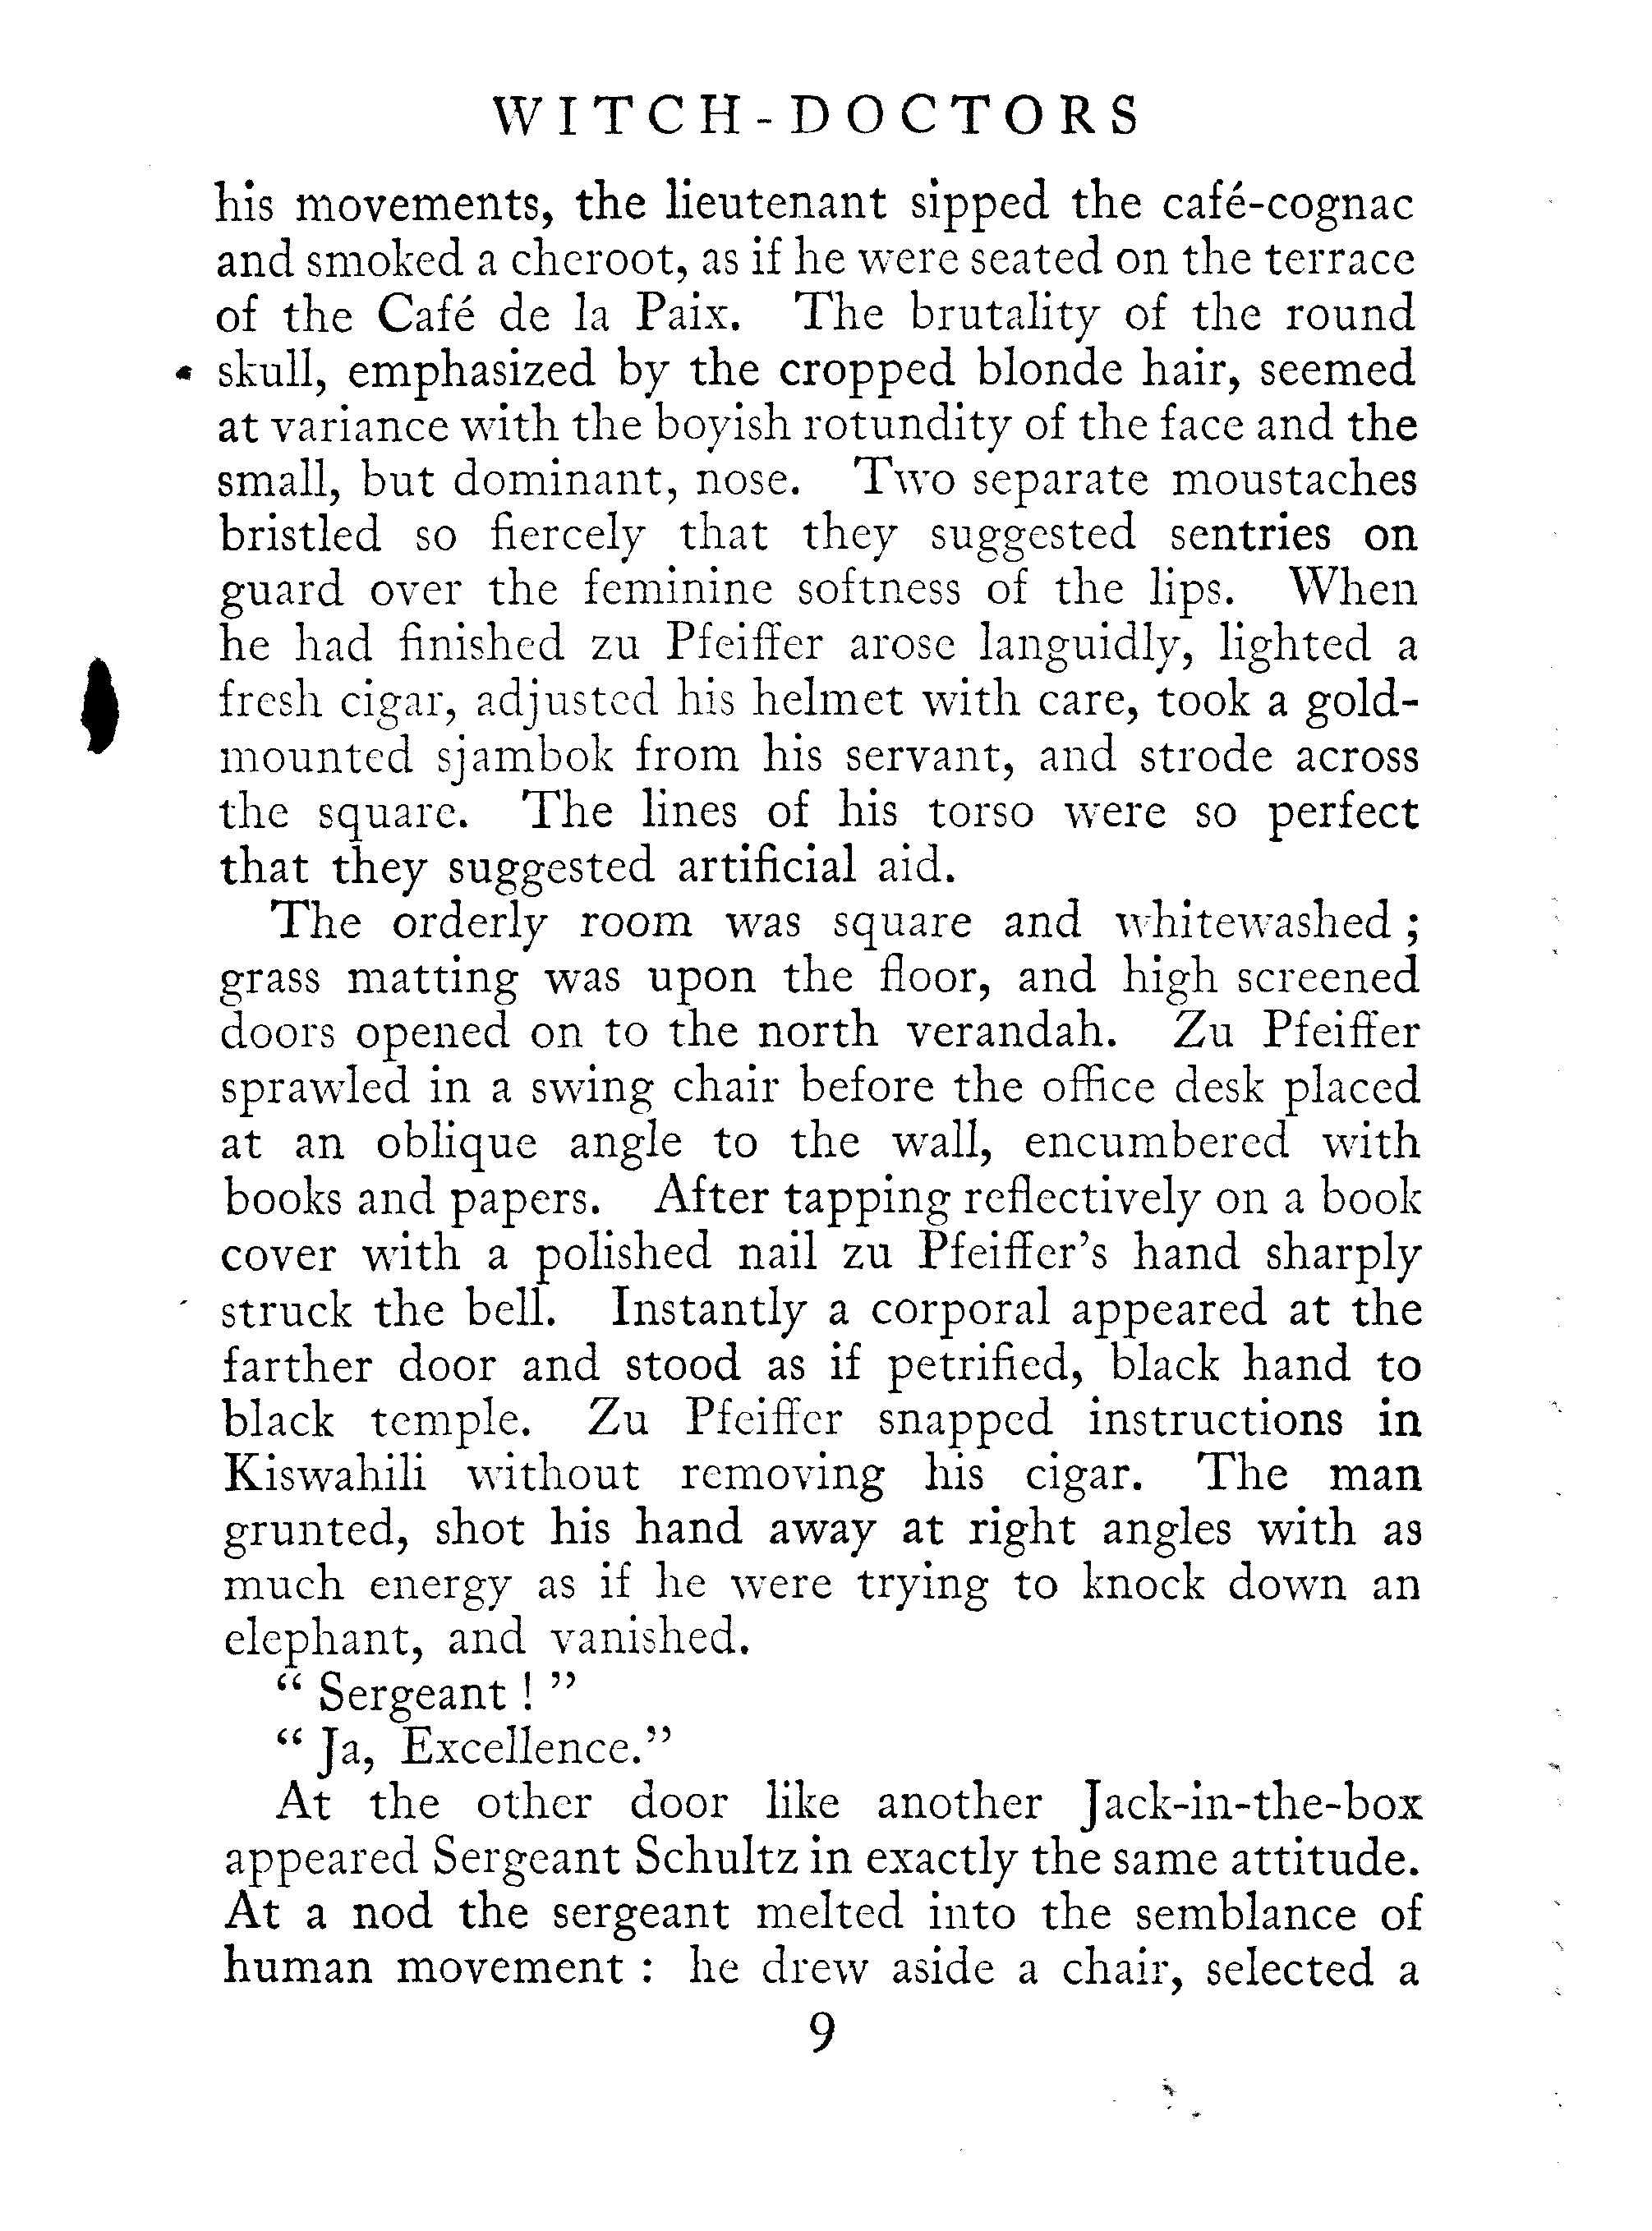 WITCH-DOCTORS
his movements, the lieutenant sipped the café-cognac
and smoked a cheroot, as if he were seated on the terrace
of the Café de la Paix. The brutality of the round
skull, emphasized by the cropped blonde hair, seemed
at variance with the boyish rotundity of the face and the
small, but dominant, nose. Two separate moustaches
bristled so fiercely that they suggested sentries on
guard over the feminine softness of the lips. When
he had finished zu Pfeiffer arose languidly, lighted a
fresh cigar, adjusted his helmet with care, took a gold-
mounted sjambok from his servant, and strode across
the square. The lines of his torso were so perfect
that they suggested artificial aid.
The orderly room was square and whitewashed ;
grass matting was upon the floor, and high screened
doors opened on to the north verandah. Zu Pfeiffer
sprawled in a swing chair before the office desk placed
at an oblique angle to the wall, encumbered with
books and papers. After tapping reflectively on a book
cover with a polished nail zu Pfeiffer's hand sharply
struck the bell. Instantly a corporal appeared at the
farther door and stood as if petrified, black hand to
black temple. Zu Pfeiffer snapped instructions in
Kiswahili without removing his cigar. The man
grunted, shot his hand away at right angles with as
much energy as if he were trying to knock down an
elephant, and vanished.
" Sergeant ! "
" Ja, Excellence."
At the other door like another Jack-in-the-box
appeared Sergeant Schultz in exactly the same attitude.
At a nod the sergeant melted into the semblance of
human movement : he drew aside a chair, selected a
9